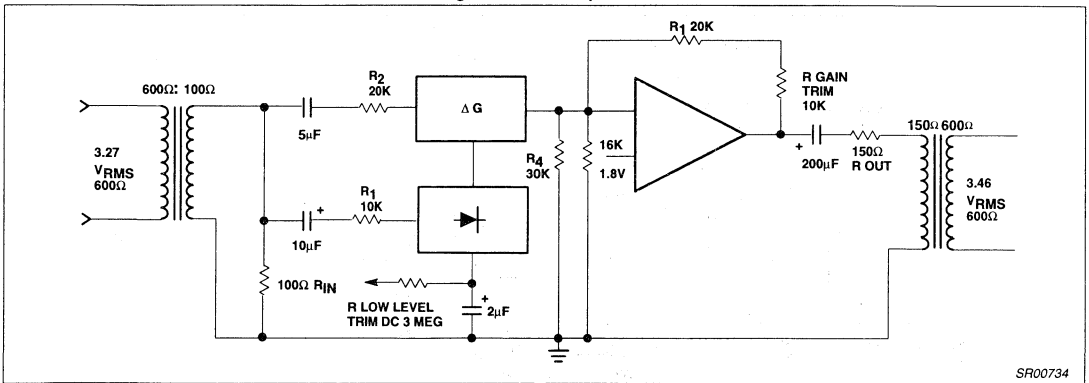 R1 20K
R GAIN
TRIM
10K
600Ω: 100Ω
R2
20K
Δ G
5μF
3.27
VRMS
600Ω
R4
30K
16K
1.8V
+
200μF
150Ω
R OUT
150Ω 600Ω
3.46
VRMS
600Ω
+
10μF
R1
10K
100Ω RIN
R LOW LEVEL
TRIM DC 3 MEG
+
2μF
SR00734